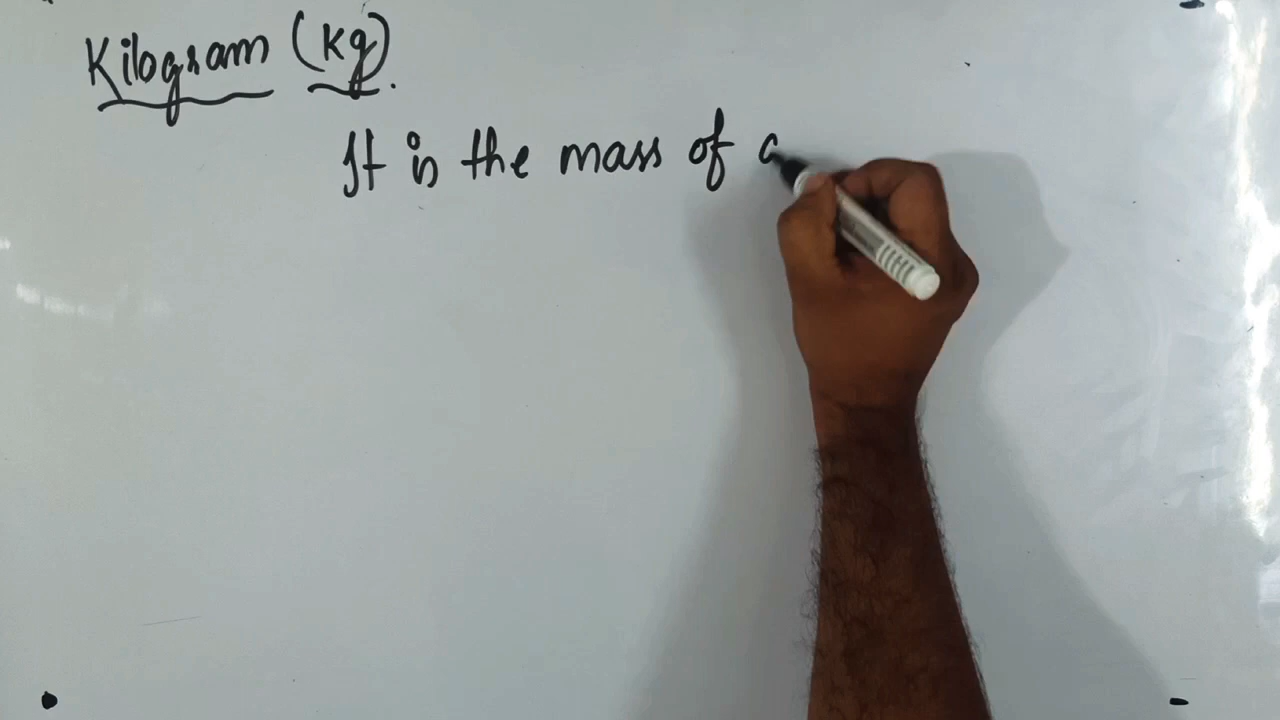 Kilogram (kg).
It is the mass of a